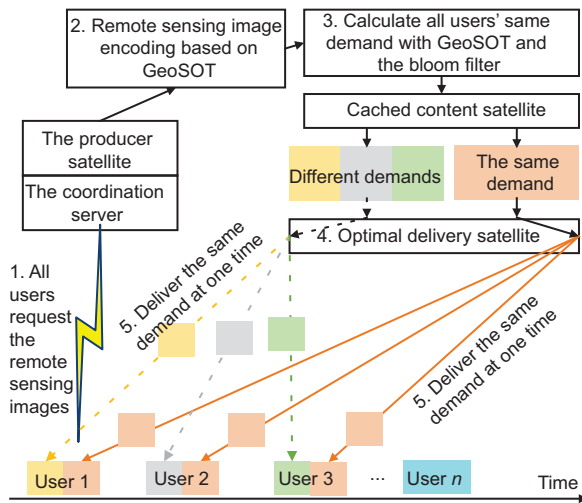 2. Remote sensing image
encoding based on
GeoSOT
3. Calculate all users' same
demand with GeoSOT and
the bloom filter
Cached content satellite
The producer
satellite
The coordination
server
Different demands
The same
demand
4. Optimal delivery satellite
1. All
users
request
the
remote
sensing
images
5. Deliver the same
demand at one time
5. Deliver the same
demand at one time
User 1
User 2
User 3
...
User n
Time